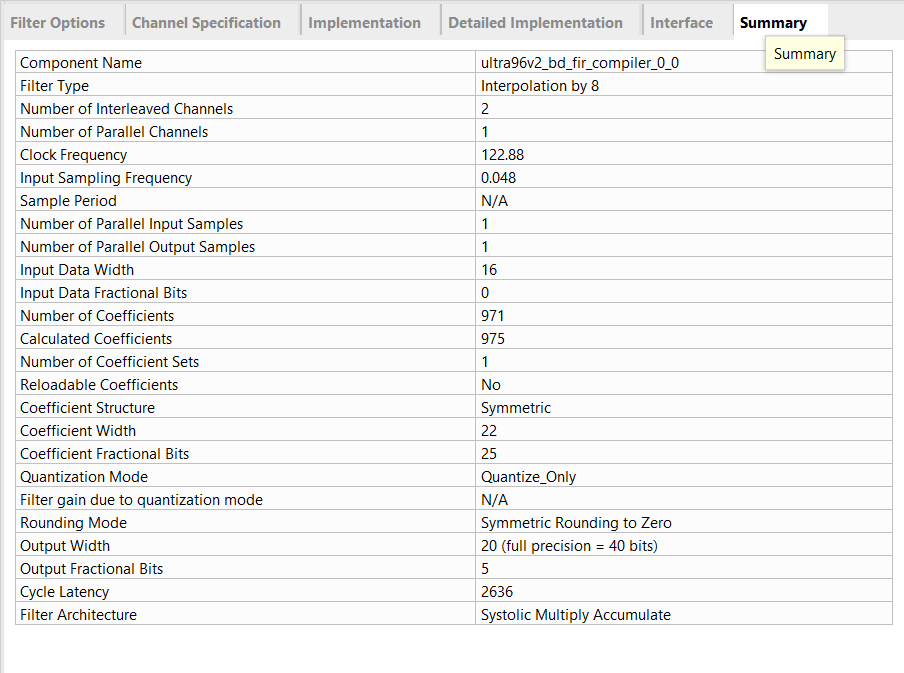 Filter Options Channel Specification Implementation Detailed Implementation Interface Summary
Summary
Component Name ultra96v2_bd_fir_compiler_0_0
Filter Type Interpolation by 8
Number of Interleaved Channels 2
Number of Parallel Channels 1
Clock Frequency 122.88
Input Sampling Frequency 0.048
Sample Period N/A
Number of Parallel Input Samples 1
Number of Parallel Output Samples 1
Input Data Width 16
Input Data Fractional Bits 0
Number of Coefficients 971
Calculated Coefficients 975
Number of Coefficient Sets 1
Reloadable Coefficients No
Coefficient Structure Symmetric
Coefficient Width 22
Coefficient Fractional Bits 25
Quantization Mode Quantize_Only
Filter gain due to quantization mode N/A
Rounding Mode Symmetric Rounding to Zero
Output Width 20 (full precision = 40 bits)
Output Fractional Bits 5
Cycle Latency 2636
Filter Architecture Systolic Multiply Accumulate